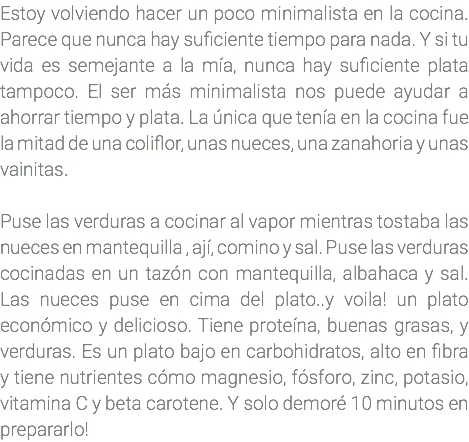 Estoy volviendo hacer un poco minimalista en la cocina.
Parece que nunca hay suficiente tiempo para nada. Y si tu
vida es semejante a la mía, nunca hay suficiente plata
tampoco. El ser más minimalista nos puede ayudar a
ahorrar tiempo y plata. La única que tenía en la cocina fue
la mitad de una coliflor, unas nueces, una zanahoria y unas
vainitas.

Puse las verduras a cocinar al vapor mientras tostaba las
nueces en mantequilla , ají, comino y sal. Puse las verduras
cocinadas en un tazón con mantequilla, albahaca y sal.
Las nueces puse en cima del plato..y voila! un plato
económico y delicioso. Tiene proteína, buenas grasas, y
verduras. Es un plato bajo en carbohidratos, alto en fibra
y tiene nutrientes cómo magnesio, fósforo, zinc, potasio,
vitamina C y beta carotene. Y solo demoré 10 minutos en
prepararlo!